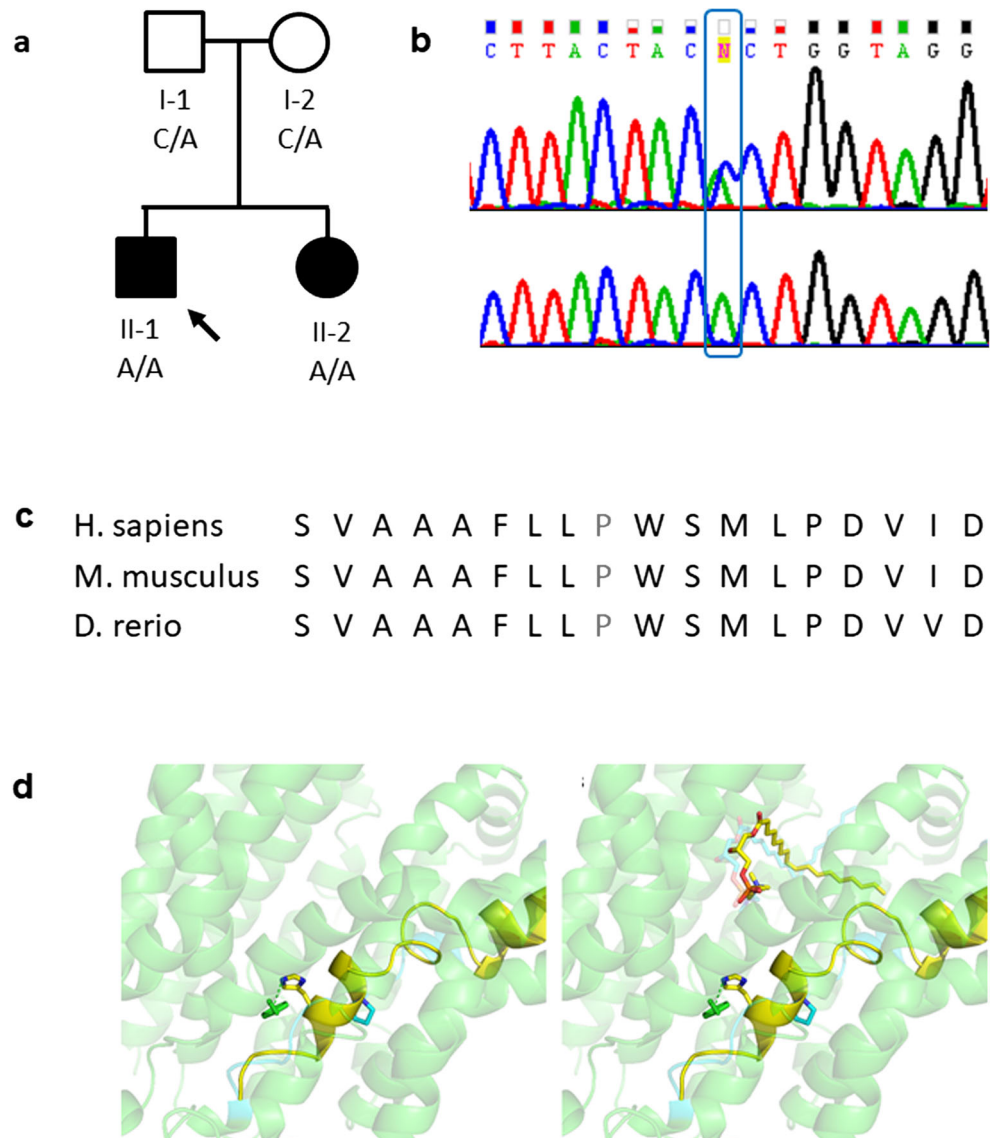 a
I-1
I-2
C/A
C/A
II-1
II-2
A/A
A/A
b
C T T A C T A C N C T G G T A G G
c
H. sapiens S V A A A F L L P W S M L P D V I D
M. musculus S V A A A F L L P W S M L P D V I D
D. rerio S V A A A F L L P W S M L P D V V D
d